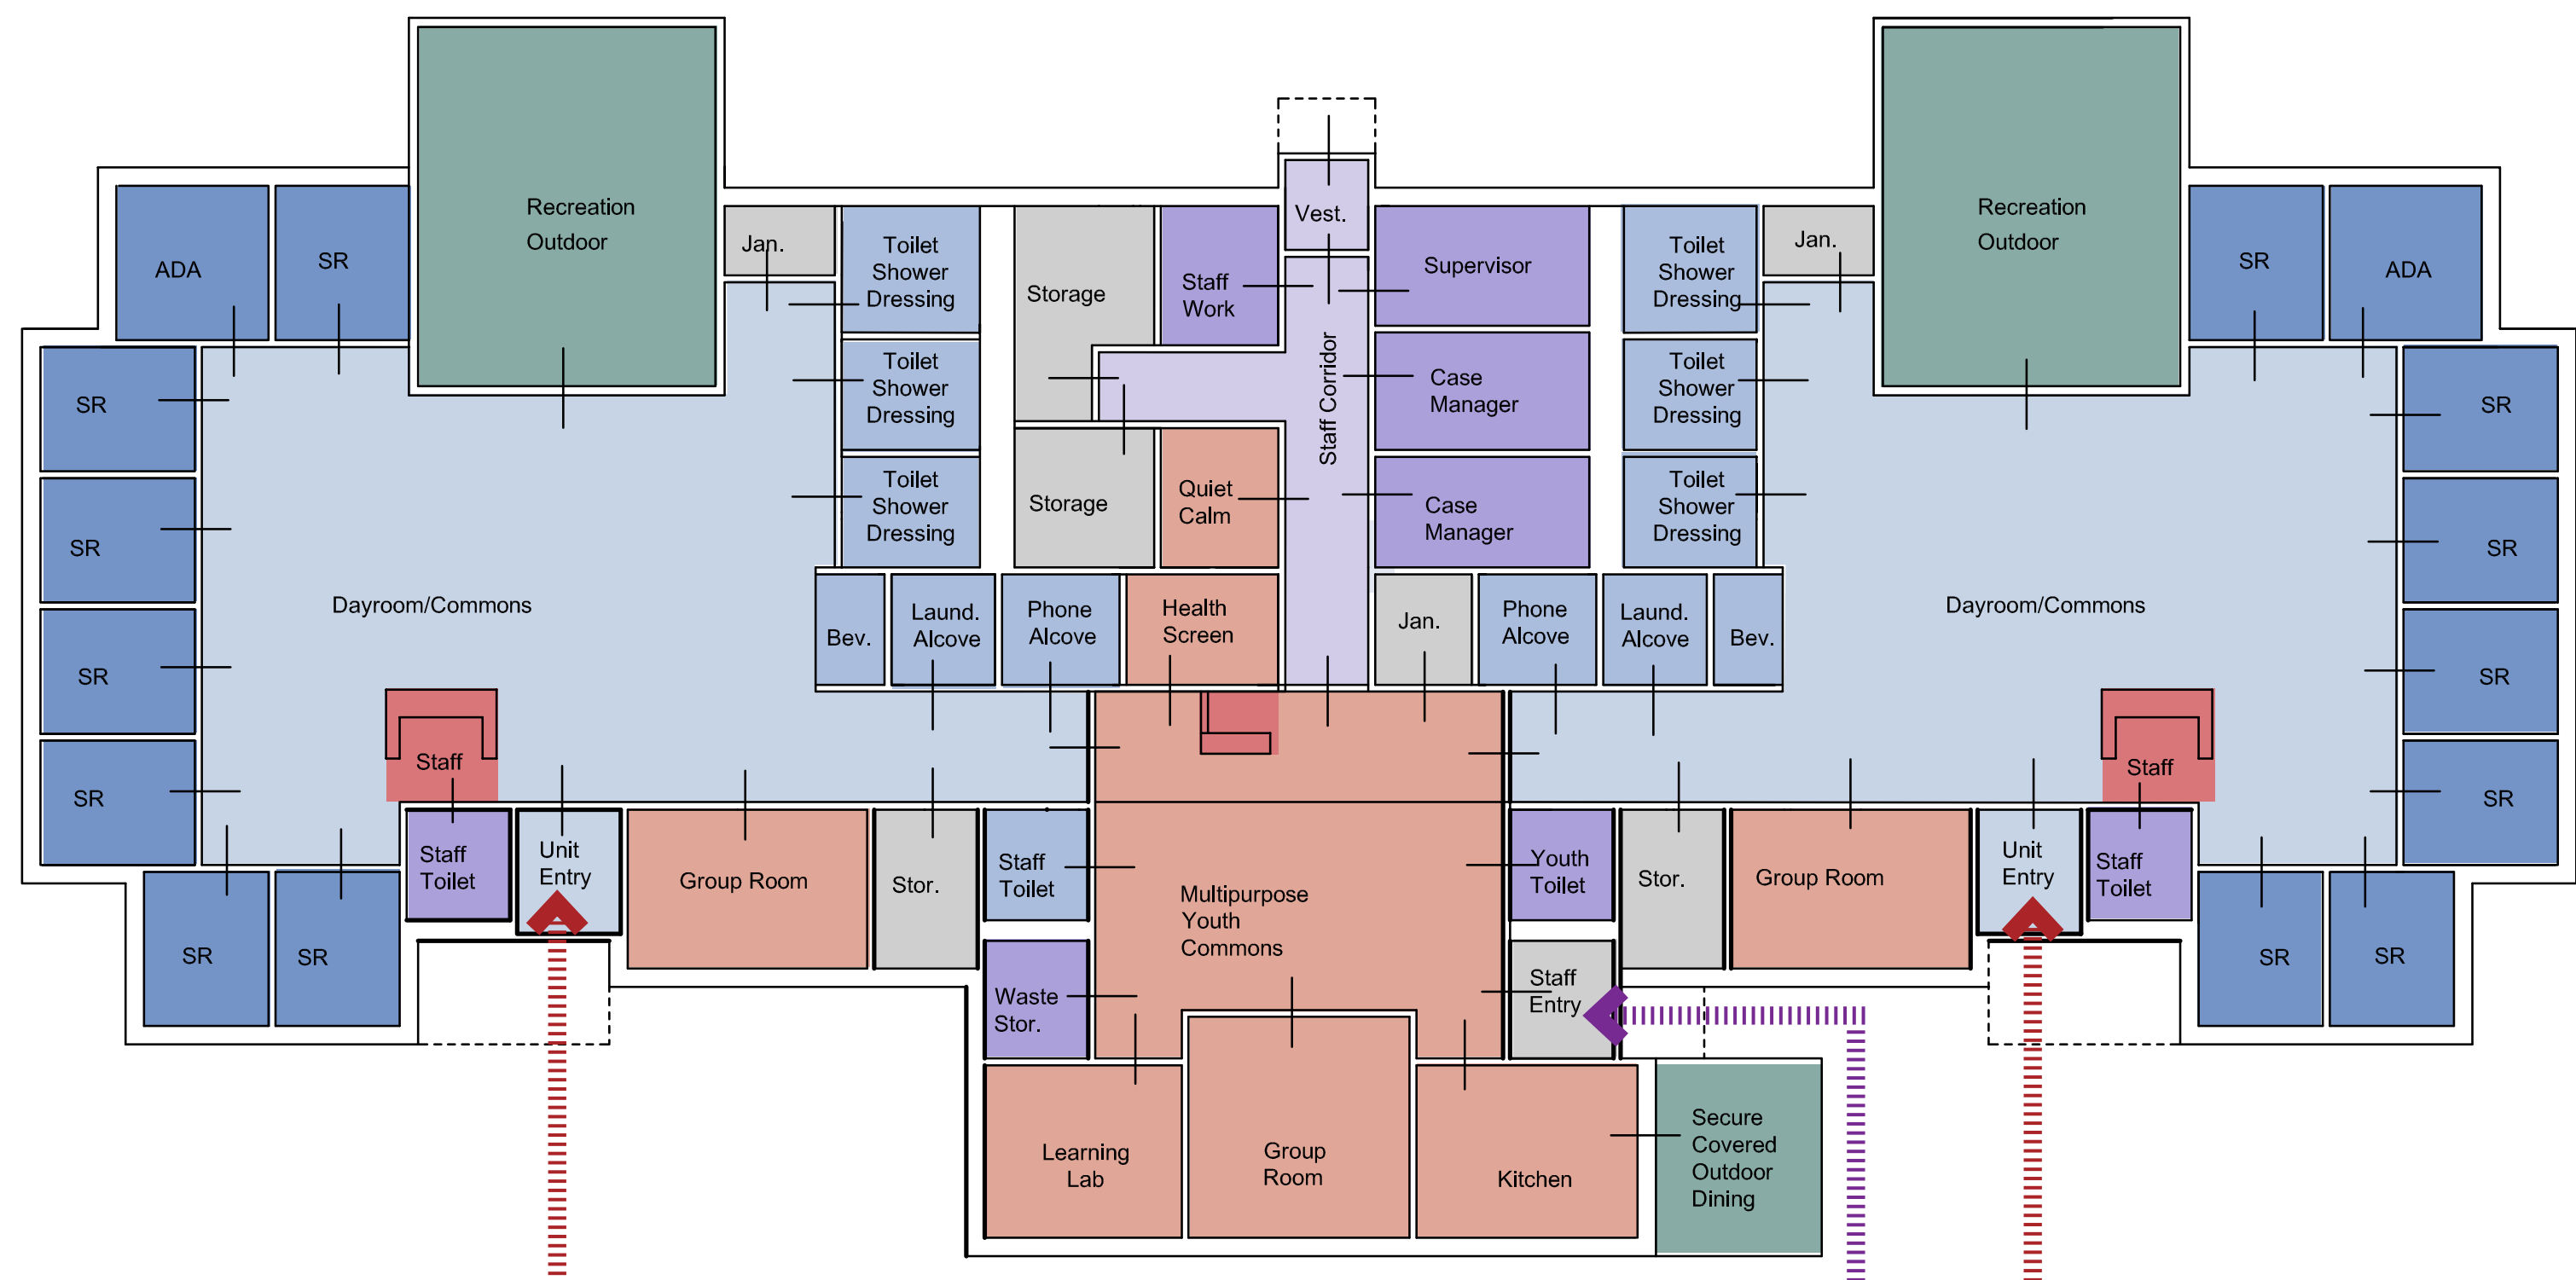 Recreation
Outdoor
Recreation
Outdoor
ADA
SR
Jan.
Toilet
Shower
Dressing
Storage
Staff
Work
Vest.
Supervisor
Toilet
Shower
Dressing
Jan.
SR
ADA
SR
Toilet
Shower
Dressing
Staff Corridor
Case
Manager
Toilet
Shower
Dressing
SR
SR
Toilet
Shower
Dressing
Storage
Quiet
Calm
Case
Manager
Toilet
Shower
Dressing
SR
Dayroom/Commons
Bev.
Laund.
Alcove
Phone
Alcove
Health
Screen
Jan.
Phone
Alcove
Laund.
Alcove
Bev.
Dayroom/Commons
SR
SR
SR
Staff
Staff
SR
Staff
Toilet
Unit
Entry
Group Room
Stor.
Staff
Toilet
Multipurpose
Youth
Commons
Youth
Toilet
Stor.
Group Room
Unit
Entry
Staff
Toilet
SR
SR
Waste
Stor.
Staff
Entry
SR
SR
Learning
Lab
Group
Room
Kitchen
Secure
Covered
Outdoor
Dining